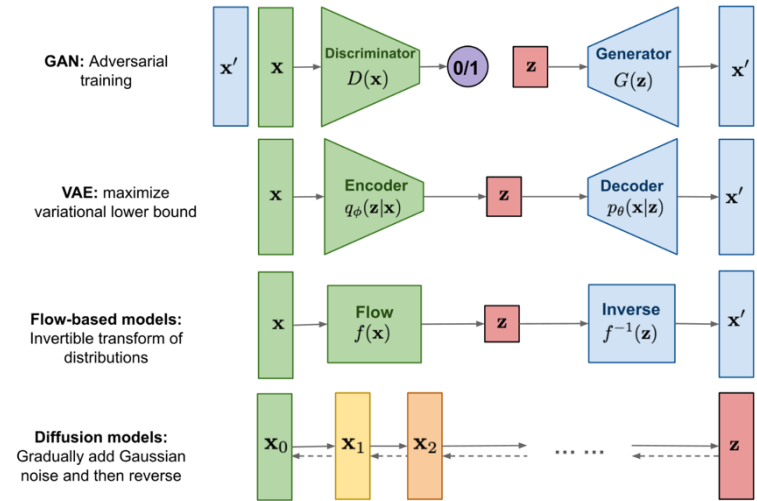 GAN: Adversarial
training
x′
x
Discriminator
D(x)
0/1
z
Generator
G(z)
x′
VAE: maximize
variational lower bound
x
Encoder
qϕ(z|x)
z
Decoder
pθ(x|z)
x′
Flow-based models:
Invertible transform of
distributions
x
Flow
f(x)
z
Inverse
f⁻¹(z)
x′
Diffusion models:
Gradually add Gaussian
noise and then reverse
x₀
x₁
x₂
... ...
z